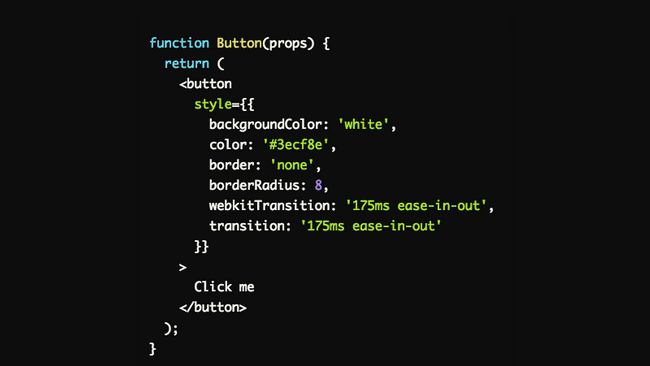 function Button(props) {
  return (
    <button
      style={{
        backgroundColor: 'white',
        color: '#3ecf8e',
        border: 'none',
        borderRadius: 8,
        webkitTransition: '175ms ease-in-out',
        transition: '175ms ease-in-out'
      }}
    >
      Click me
    </button>
  );
}